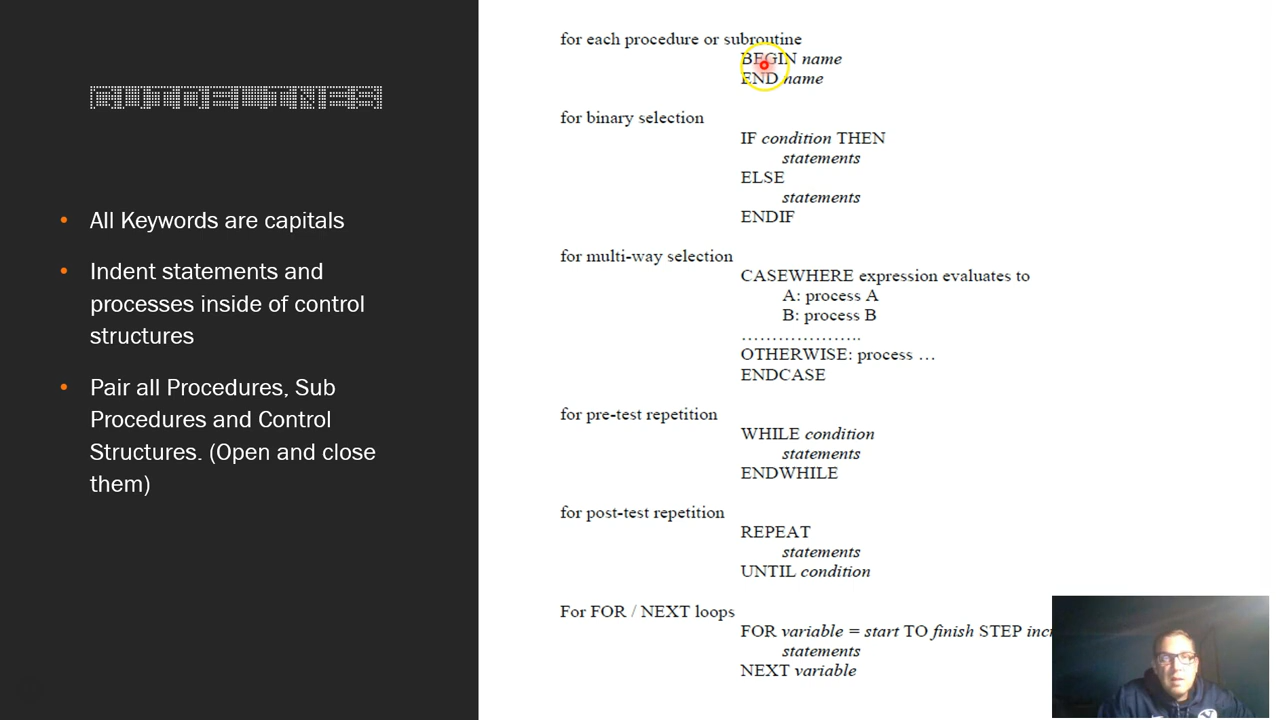 GUIDELINES
All Keywords are capitals
Indent statements and
processes inside of control
structures
Pair all Procedures, Sub
Procedures and Control
Structures. (Open and close
them)
for each procedure or subroutine
BEGIN name
END name
for binary selection
IF condition THEN
statements
ELSE
statements
ENDIF
for multi-way selection
CASEWHERE expression evaluates to
A: process A
B: process B
………………..
OTHERWISE: process …
ENDCASE
for pre-test repetition
WHILE condition
statements
ENDWHILE
for post-test repetition
REPEAT
statements
UNTIL condition
For FOR / NEXT loops
FOR variable = start TO finish STEP
statements
NEXT variable